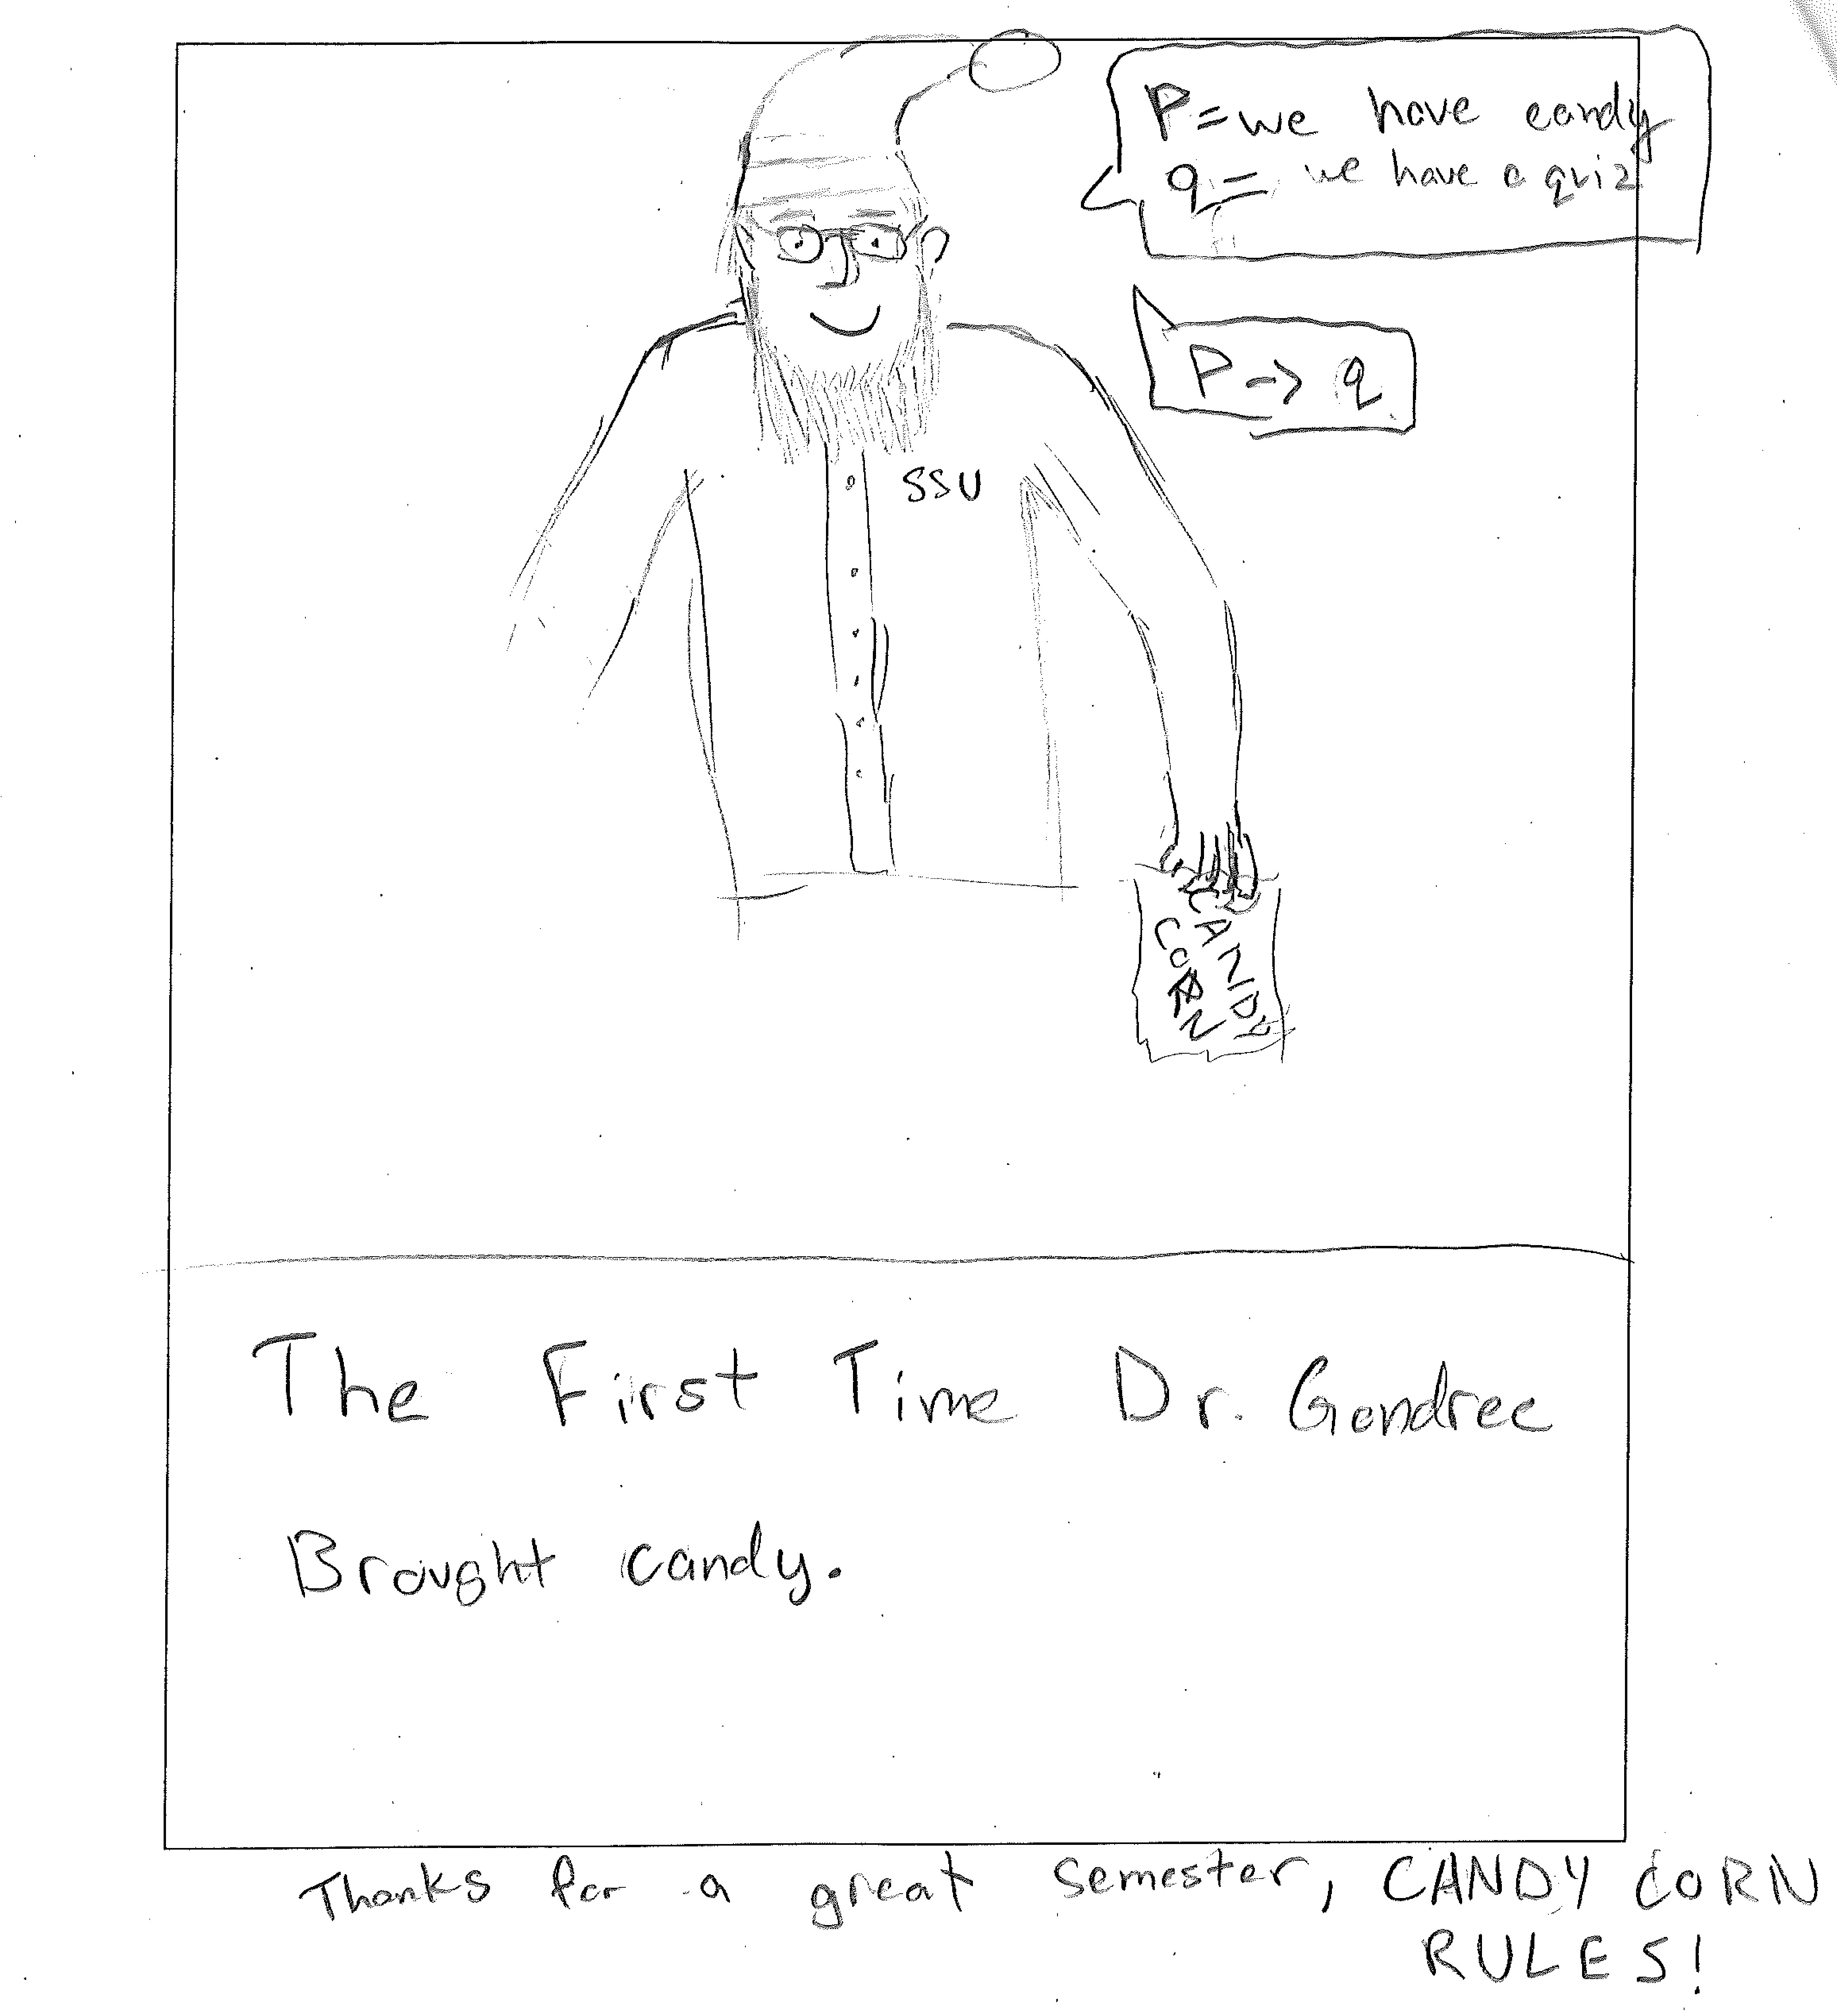 P = we have candy
q = we have a quiz
P -> q
SSU
CANDY
CORN
The First Time Dr. Gondree
Brought candy.
Thanks for a great semester, CANDY CORN
RULES!